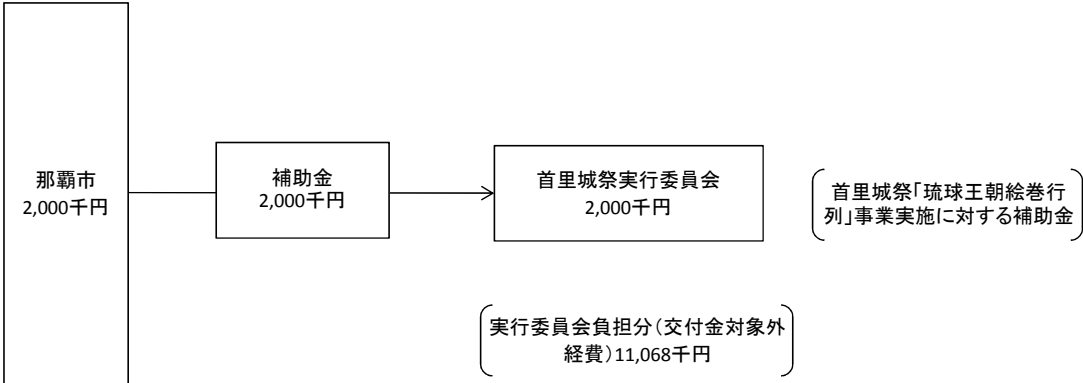 那覇市
2,000千円
補助金
2,000千円
首里城祭実行委員会
2,000千円
首里城祭「琉球王朝絵巻行
列」事業実施に対する補助金
実行委員会負担分(交付金対象外
経費)11,068千円